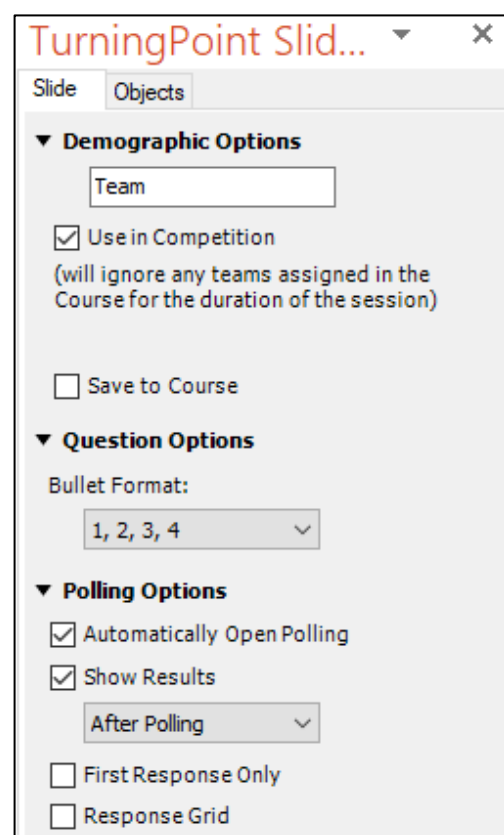 TurningPoint Slid...
Slide Objects
Demographic Options
Team
Use in Competition
(will ignore any teams assigned in the
Course for the duration of the session)
Save to Course
Question Options
Bullet Format:
1, 2, 3, 4
Polling Options
Automatically Open Polling
Show Results
After Polling
First Response Only
Response Grid